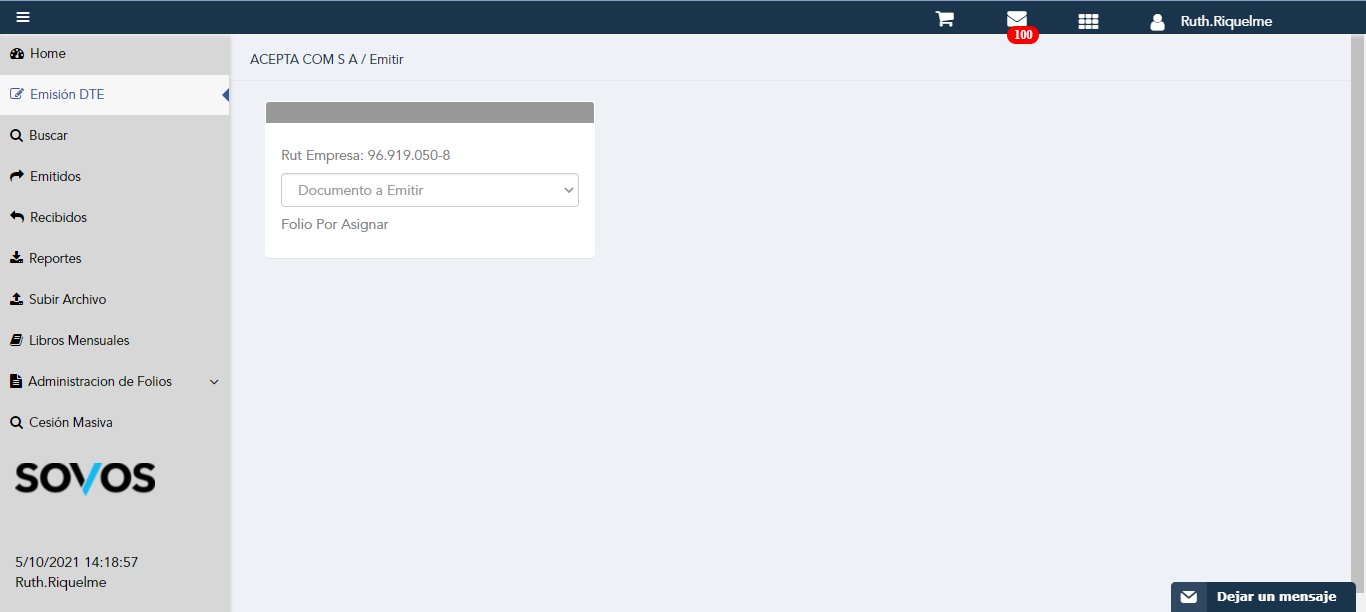 Ruth.Riquelme
100
Home
Emisión DTE
Buscar
Emitidos
Recibidos
Reportes
Subir Archivo
Libros Mensuales
Administracion de Folios
Cesión Masiva
SOVOS
5/10/2021 14:18:57
Ruth.Riquelme
ACEPTA COM S A / Emitir
Rut Empresa: 96.919.050-8
Documento a Emitir
Folio Por Asignar
Dejar un mensaje